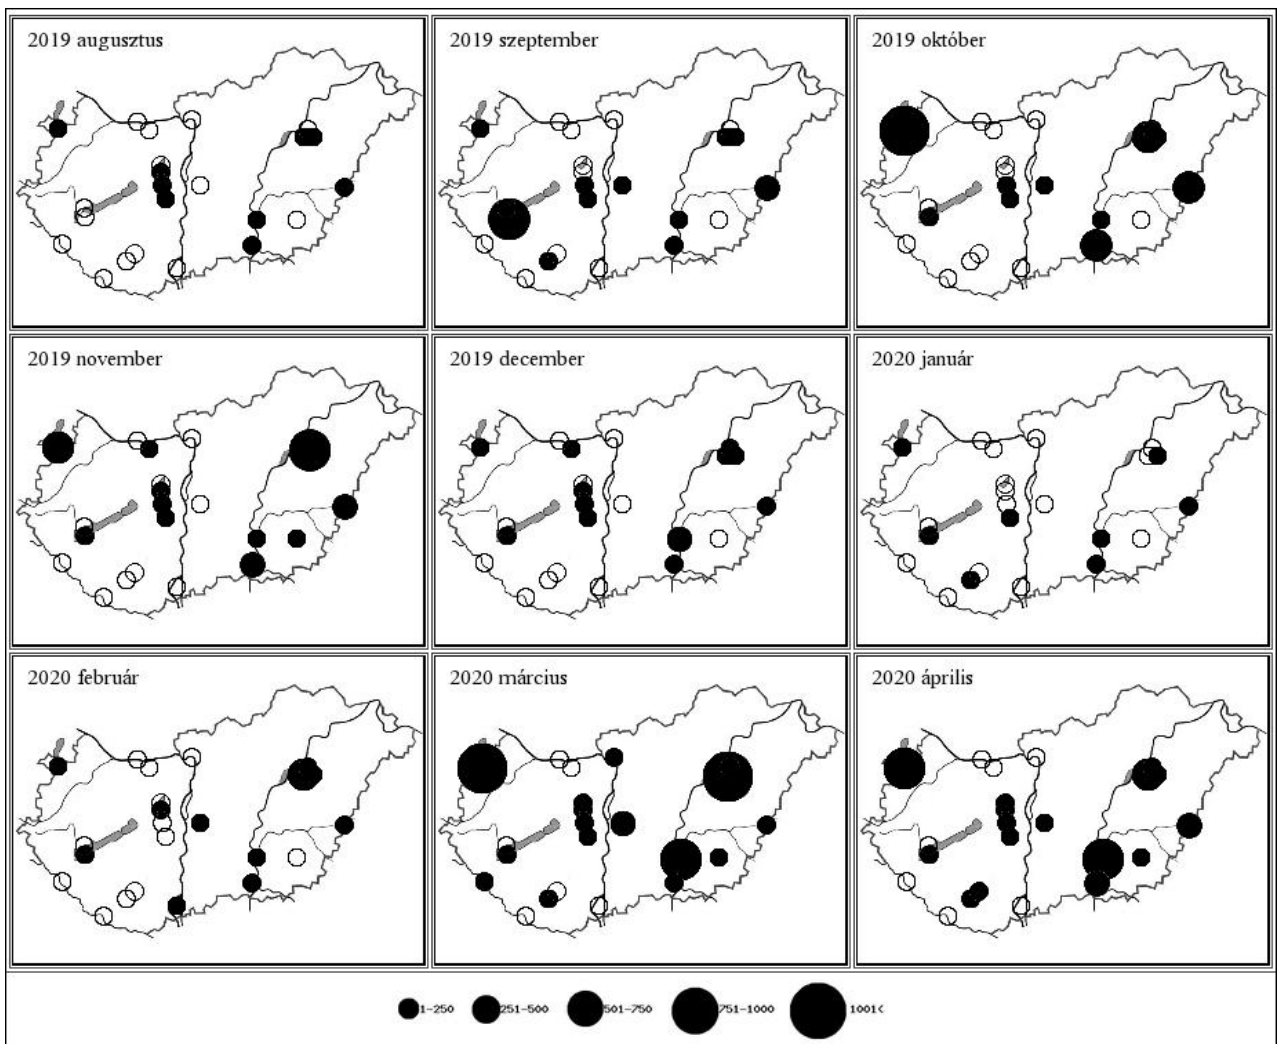 2019 augusztus
2019 szeptember
2019 október
2019 november
2019 december
2020 január
2020 február
2020 március
2020 április
1-250 251-500 501-750 751-1000 1001<